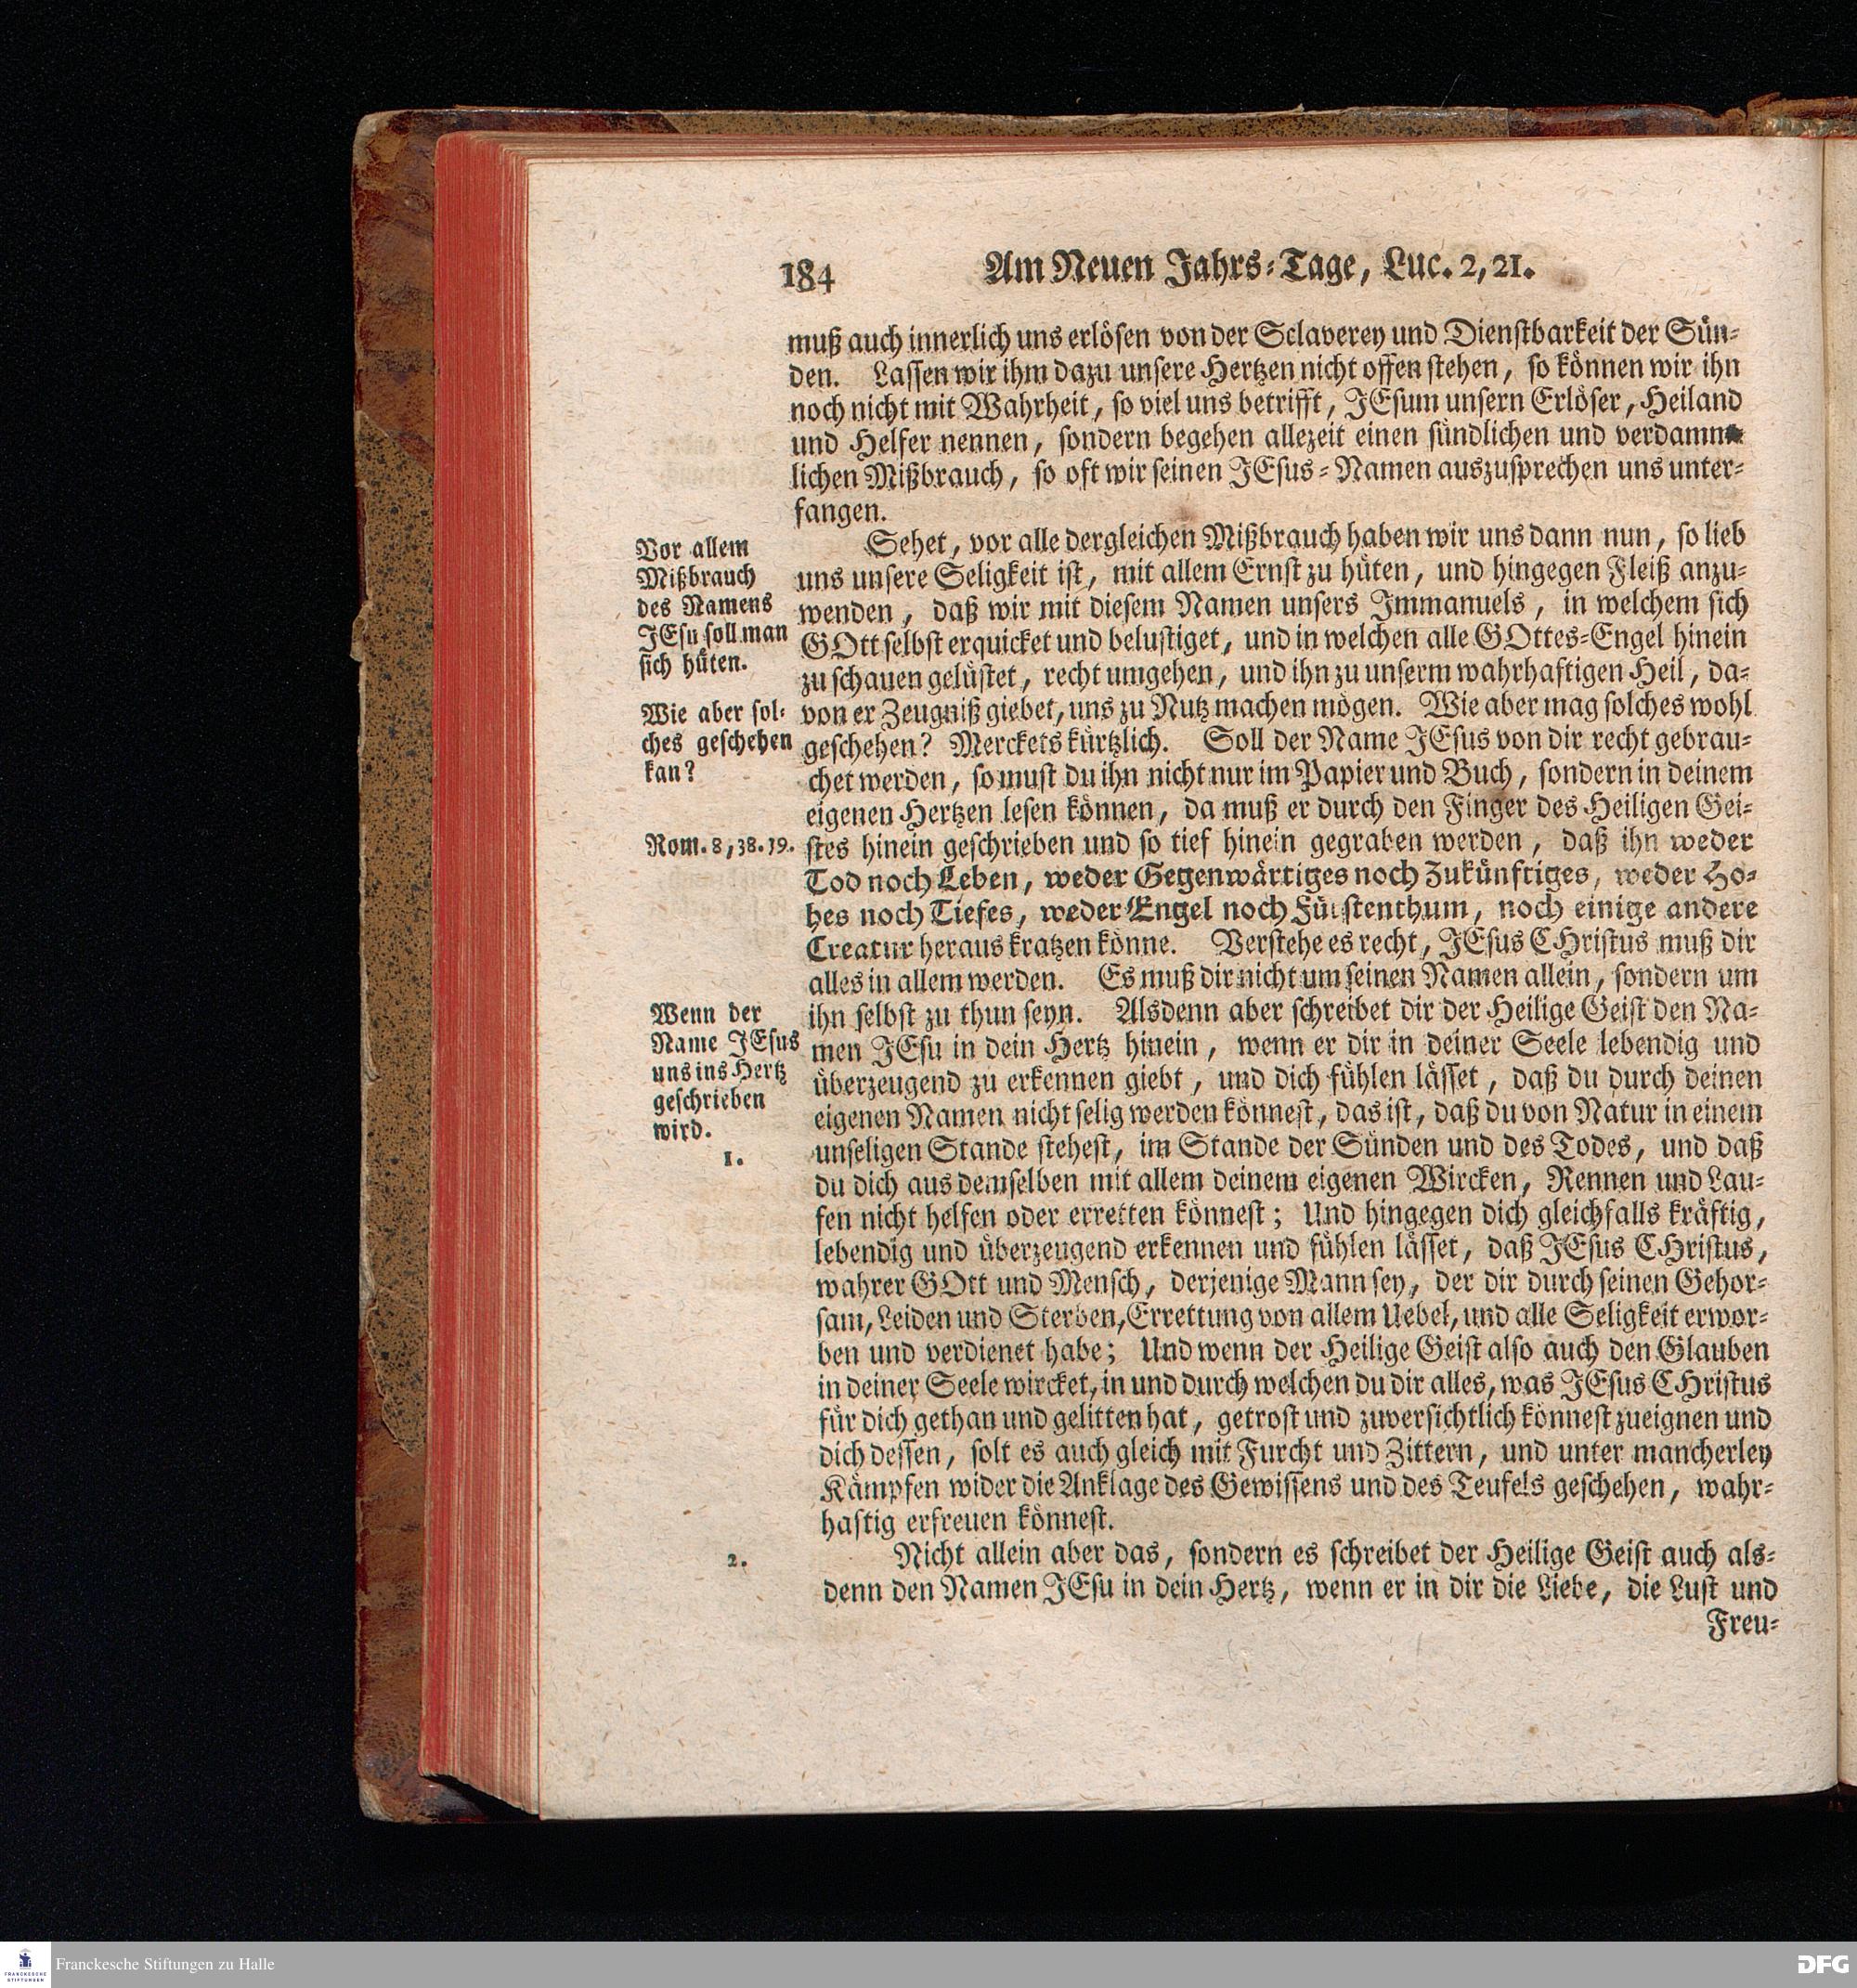 184
Am Neuen Jahrs-Tage, Luc. 2, 21.
muß auch innerlich uns erlösen von der Sclaverey und Dienstbarkeit der Sün-
den. Lassen wir ihm dazu unsere Hertzen nicht offen stehen, so können wir ihn
noch nicht mit Wahrheit, so viel uns betrifft, JEsum unsern Erlöser, Heiland
und Helfer nennen, sondern begehen allezeit einen sündlichen und verdamm-
lichen Mißbrauch, so oft wir seinen JEsus-Namen auszusprechen uns unter-
fangen.
Vor allem
Mißbrauch
des Namens
JEsu soll man
sich hüten.
Sehet, vor alle dergleichen Mißbrauch haben wir uns dann nun, so lieb
uns unsere Seligkeit ist, mit allem Ernst zu hüten, und hingegen Fleiß anzu-
wenden, daß wir mit diesem Namen unsers Immanuels, in welchem sich
GOtt selbst erquicket und belustiget, und in welchen alle GOttes-Engel hinein
zu schauen gelüstet, recht umgehen, und ihn zu unserm wahrhaftigen Heil, da-
Wie aber sol-
ches geschehen
kan?
von er Zeugniß giebet, uns zu Nutz machen mögen. Wie aber mag solches wohl
geschehen? Merckets kürtzlich. Soll der Name JEsus von dir recht gebrau-
chet werden, so must du ihn nicht nur im Papier und Buch, sondern in deinem
eigenen Hertzen lesen können, da muß er durch den Finger des Heiligen Gei-
Rom. 8, 38. 39.
stes hinein geschrieben und so tief hinein gegraben werden, daß ihn weder
Tod noch Leben, weder Gegenwärtiges noch Zukünftiges, weder Ho-
hes noch Tiefes, weder Engel noch Fürstenthum, noch einige andere
Creatur heraus kratzen könne. Verstehe es recht, JEsus CHristus muß dir
alles in allem werden. Es muß dir nicht um seinen Namen allein, sondern um
Wenn der
Name JEsus
uns ins Hertz
geschrieben
wird.
1.
ihn selbst zu thun seyn. Alsdenn aber schreibet dir der Heilige Geist den Na-
men JEsu in dein Hertz hinein, wenn er dir in deiner Seele lebendig und
überzeugend zu erkennen giebt, und dich fühlen lässet, daß du durch deinen
eigenen Namen nicht selig werden könnest, das ist, daß du von Natur in einem
unseligen Stande stehest, im Stande der Sünden und des Todes, und daß
du dich aus demselben mit allem deinem eigenen Wircken, Rennen und Lau-
fen nicht helfen oder erretten könnest; Und hingegen dich gleichfalls kräftig,
lebendig und überzeugend erkennen und fühlen lässet, daß JEsus CHristus,
wahrer GOtt und Mensch, derjenige Mann sey, der dir durch seinen Gehor-
sam, Leiden und Sterben, Errettung von allem Uebel, und alle Seligkeit erwor-
ben und verdienet habe; Und wenn der Heilige Geist also auch den Glauben
in deiner Seele wircket, in und durch welchen du dir alles, was JEsus CHristus
für dich gethan und gelitten hat, getrost und zuversichtlich könnest zueignen und
dich dessen, solt es auch gleich mit Furcht und Zittern, und unter mancherley
Kämpfen wider die Anklage des Gewissens und des Teufels geschehen, wahr-
haftig erfreuen könnest.
2.
Nicht allein aber das, sondern es schreibet der Heilige Geist auch als-
denn den Namen JEsu in dein Hertz, wenn er in dir die Liebe, die Lust und
Freu-
FRANCKESCHE
STIFTUNGEN
Franckesche Stiftungen zu Halle
DFG